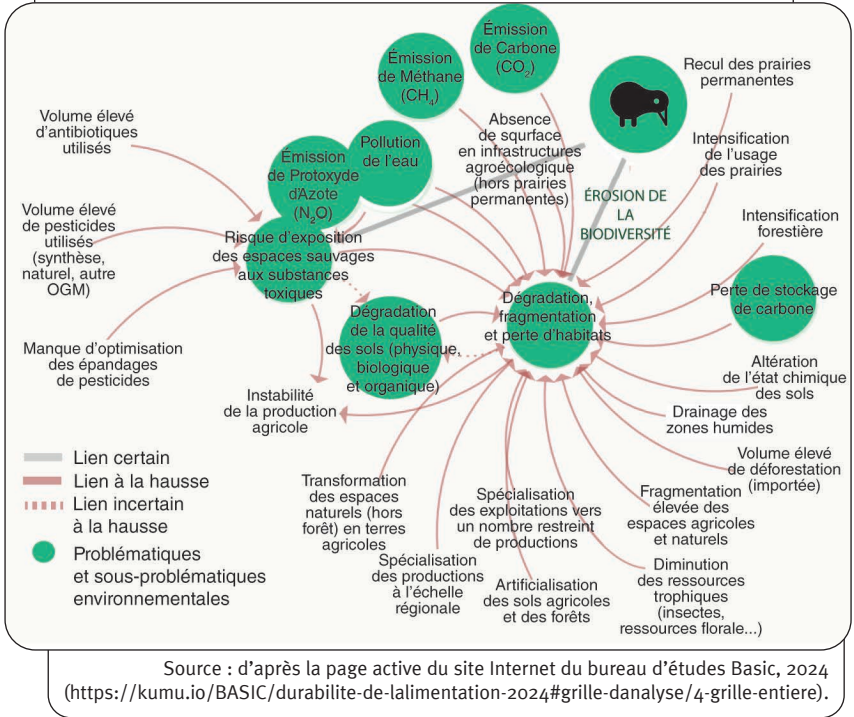 Émission
de Carbone
(CO₂)
Émission
de Méthane
(CH₄)
Recul des prairies
permanentes
Volume élevé
d'antibiotiques
utilisés
Absence
de squrface
en infrastructures
agroécologique
(hors prairies
permanentes)
Intensification
de l'usage
des prairies
Pollution
de l'eau
Émission
de Protoxyde
d'Azote
(N₂O)
ÉROSION DE
LA
BIODIVERSITÉ
Volume élevé
de pesticides
utilisés
(synthèse,
naturel, autre
OGM)
Intensification
forestière
Risque d'exposition
des espaces sauvages
aux substances
toxiques
Perte de stockage
de carbone
Dégradation,
fragmentation
et perte d'habitats
Dégradation
de la qualité
des sols (physique,
biologique
et organique)
Manque d'optimisation
des épandages
de pesticides
Altération
de l'état chimique
des sols
Instabilité
de la production
agricole
Drainage des
zones humides
Volume élevé
de déforestation
(importée)
Lien certain
Lien à la hausse
Lien incertain
à la hausse
Problématiques
et sous-problématiques
environnementales
Transformation
des espaces
naturels (hors
forêt) en terres
agricoles
Spécialisation
des exploitations vers
un nombre restreint
de productions
Fragmentation
élevée des
espaces agricoles
et naturels
Spécialisation
des productions
à l'échelle
régionale
Artificialisation
des sols agricoles
et des forêts
Diminution
des ressources
trophiques
(insectes,
ressources florale...)
Source : d'après la page active du site Internet du bureau d'études Basic, 2024
(https://kumu.io/BASIC/durabilite-de-lalimentation-2024#grille-danalyse/4-grille-entiere).